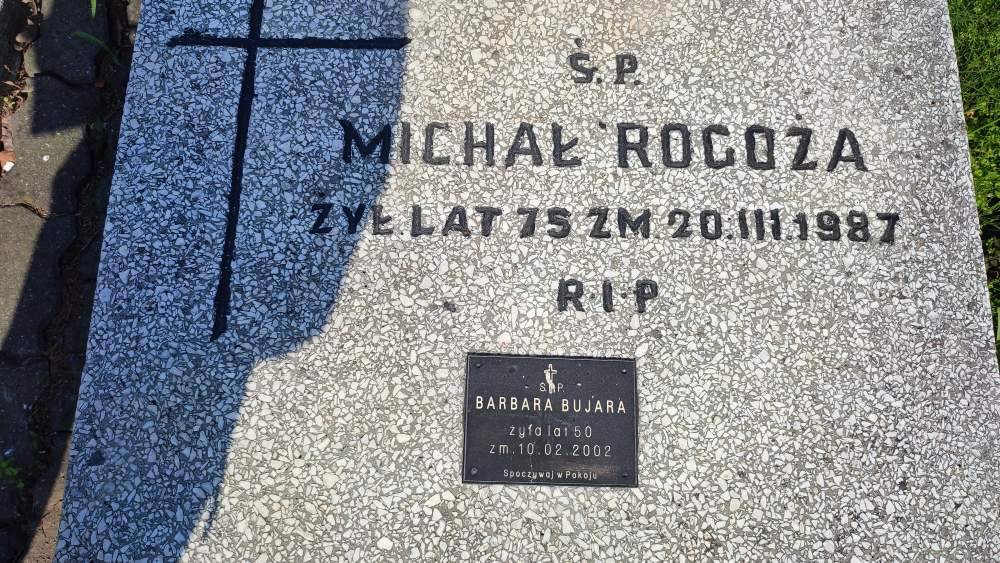 Ś.P.
MICHAŁ ROGOŻA
ŻYŁ LAT 75 ZM 20.III.1987
R.I.P
Ś.P.
BARBARA BUJARA
żyła lat 50
zm. 10.02.2002
Spoczywaj w Pokoju